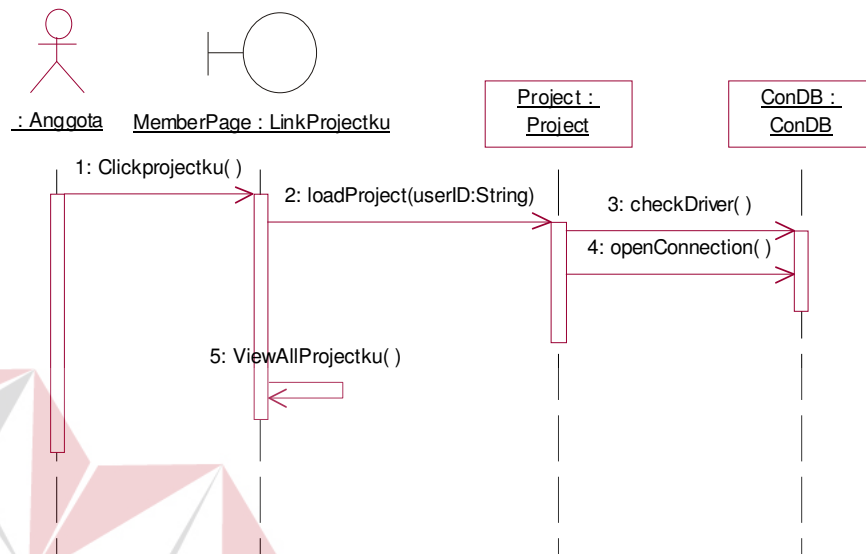 : Anggota
MemberPage : LinkProjectku
Project :
Project
ConDB :
ConDB
1: Clickprojectku( )
2: loadProject(userID:String)
3: checkDriver( )
4: openConnection( )
5: ViewAllProjectku( )